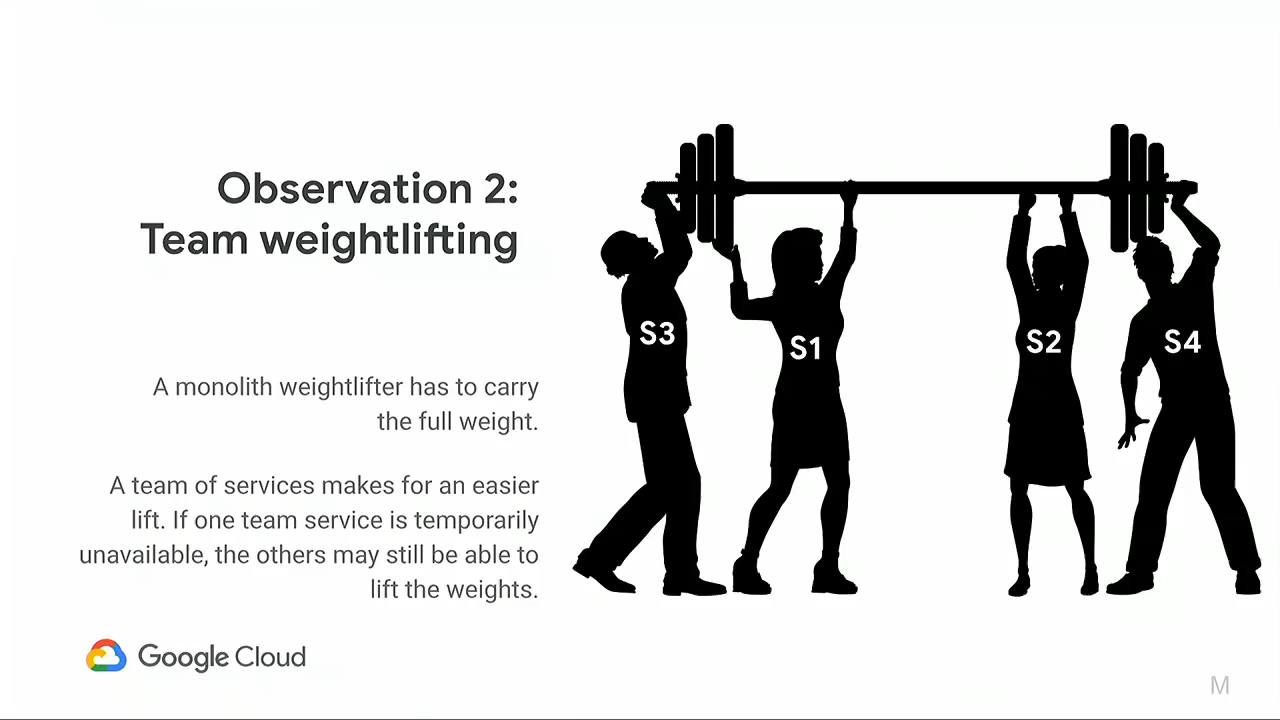 Observation 2:
Team weightlifting
A monolith weightlifter has to carry
the full weight.
A team of services makes for an easier
lift. If one team service is temporarily
unavailable, the others may still be able to
lift the weights.
S3
S1
S2
S4
Google Cloud
M